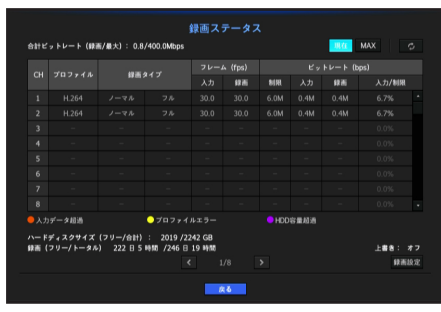 録画ステータス
合計ビットレート (録画/最大) : 0.8/400.0Mbps 現在 MAX
CH プロファイル 録画タイプ フレーム (fps) ビットレート (bps)
入力 録画 制限 入力 録画 入力/制限
1 H.264 ノーマル フル 30.0 30.0 6.0M 0.4M 0.4M 6.7%
2 H.264 ノーマル フル 30.0 30.0 6.0M 0.4M 0.4M 6.7%
3 – – – – – – – – 0.0%
4 – – – – – – – – 0.0%
5 – – – – – – – – 0.0%
6 – – – – – – – – 0.0%
7 – – – – – – – – 0.0%
8 – – – – – – – – 0.0%
入力データ超過 プロファイルエラー HDD容量超過
ハードディスクサイズ (フリー/合計) : 2019 /2242 GB
録画 (フリー/トータル) 222 日 5 時間 /246 日 19 時間 上書き : オフ
< 1/8 > 録画設定
戻る